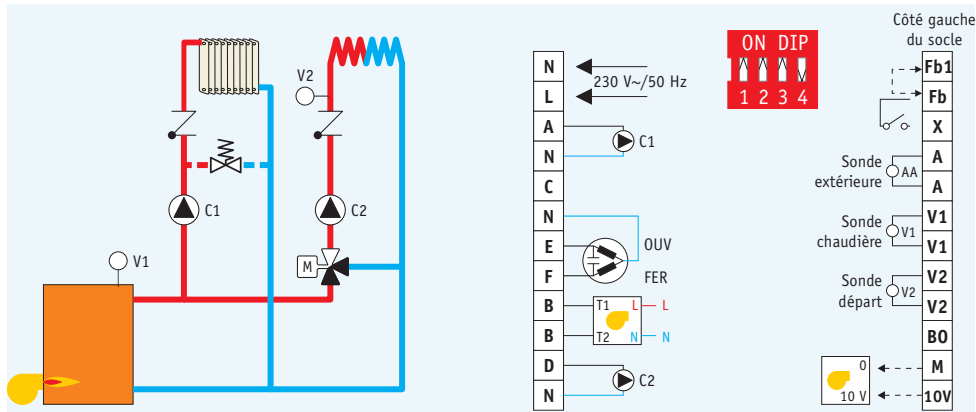 V1
C1
V2
C2
M
N
L
A
N
C
N
E
F
B
B
D
N
230 V~/50 Hz
C1
OUV
FER
T1 L L
T2 N N
C2
ON DIP
1 2 3 4
Côté gauche
du socle
Fb1
Fb
X
A
A
V1
V1
V2
V2
BO
M
10V
Sonde
extérieure
AA
Sonde
chaudière
V1
Sonde
départ
V2
0
10 V